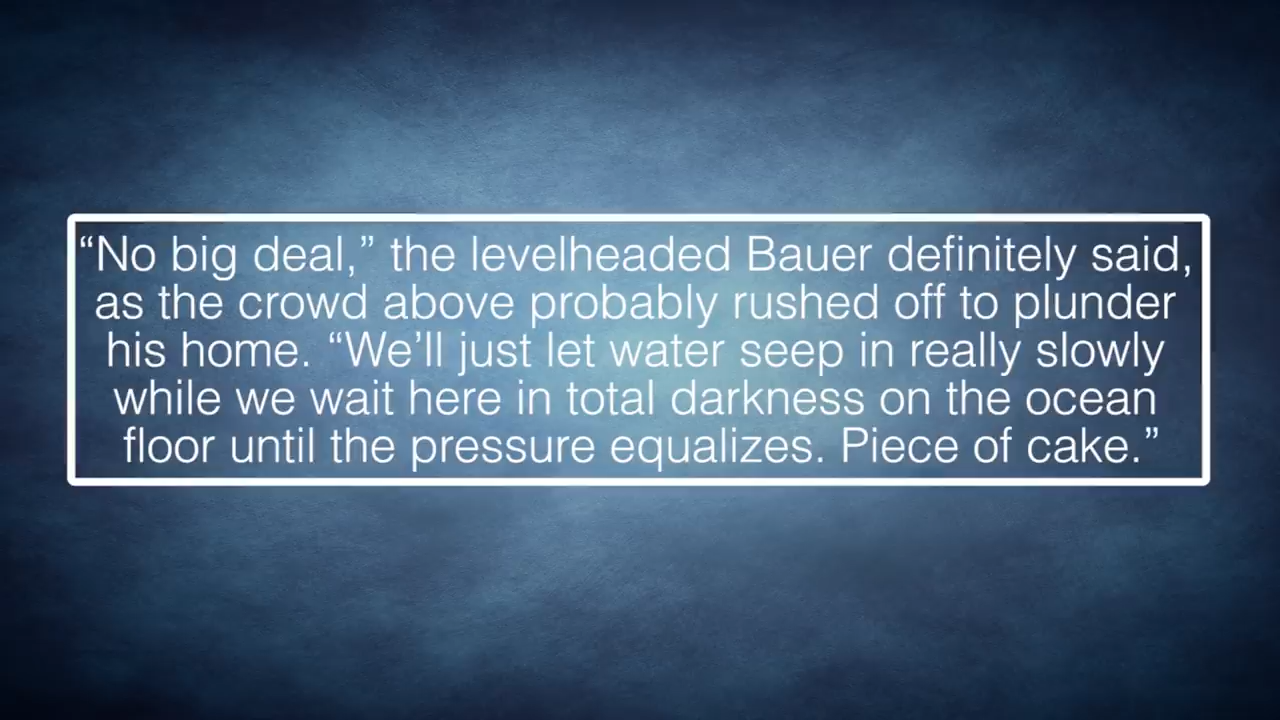 “No big deal,” the levelheaded Bauer definitely said,
as the crowd above probably rushed off to plunder
his home. “We’ll just let water seep in really slowly
while we wait here in total darkness on the ocean
floor until the pressure equalizes. Piece of cake.”